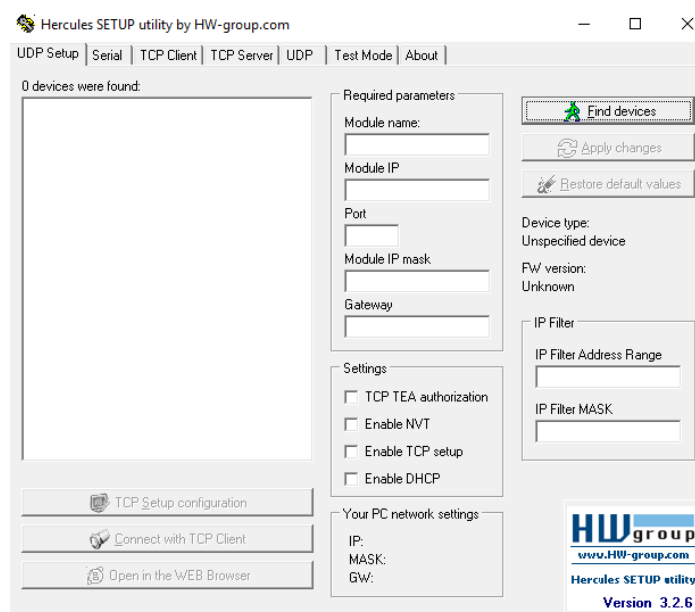 Hercules SETUP utility by HW-group.com
UDP Setup Serial TCP Client TCP Server UDP Test Mode About
0 devices were found:
Required parameters
Module name:
Module IP
Port
Module IP mask
Gateway
Settings
TCP TEA authorization
Enable NVT
Enable TCP setup
Enable DHCP
Your PC network settings
IP:
MASK:
GW:
TCP Setup configuration
Connect with TCP Client
Open in the WEB Browser
Find devices
Apply changes
Restore default values
Device type:
Unspecified device
FW version:
Unknown
IP Filter
IP Filter Address Range
IP Filter MASK
HW group
www.HW-group.com
Hercules SETUP utility
Version 3.2.6